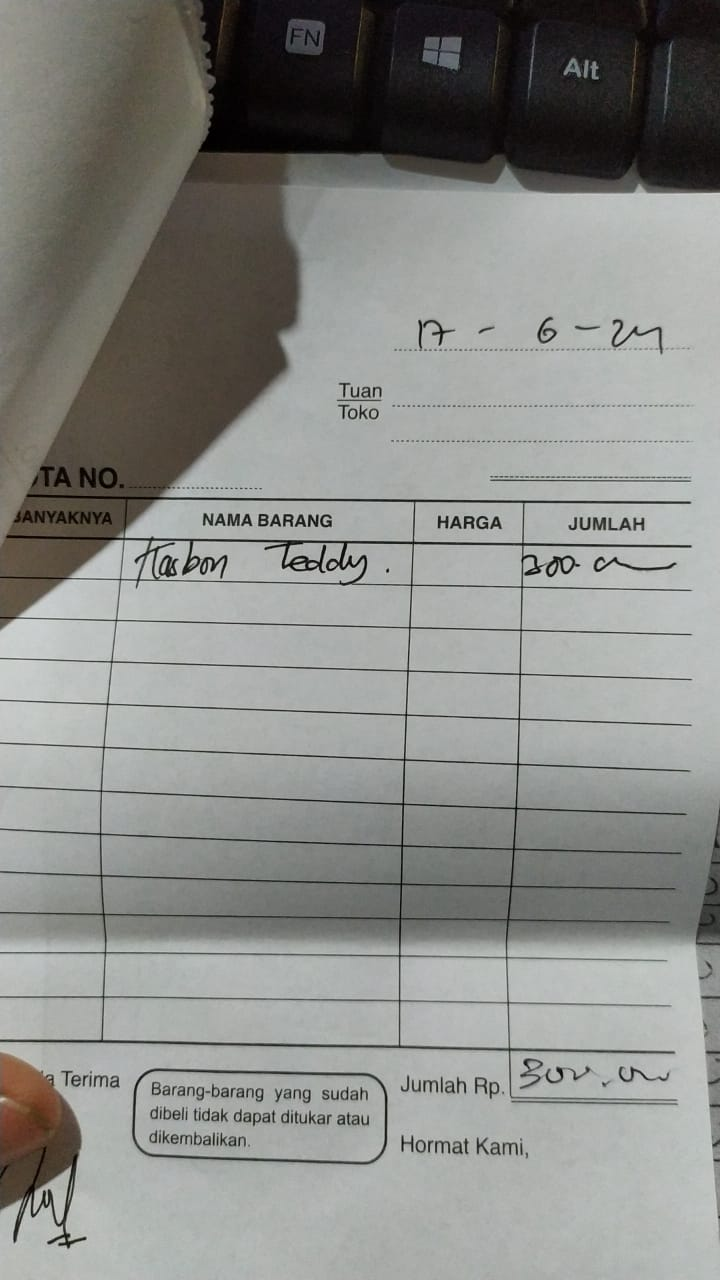 FN
Alt
17 - 6 - 24
Tuan
Toko
TA NO.
BANYAKNYA NAMA BARANG HARGA JUMLAH
Kasbon Teddy. 300.000
Terima
Barang-barang yang sudah
dibeli tidak dapat ditukar atau
dikembalikan.
Jumlah Rp. 300.000
Hormat Kami,